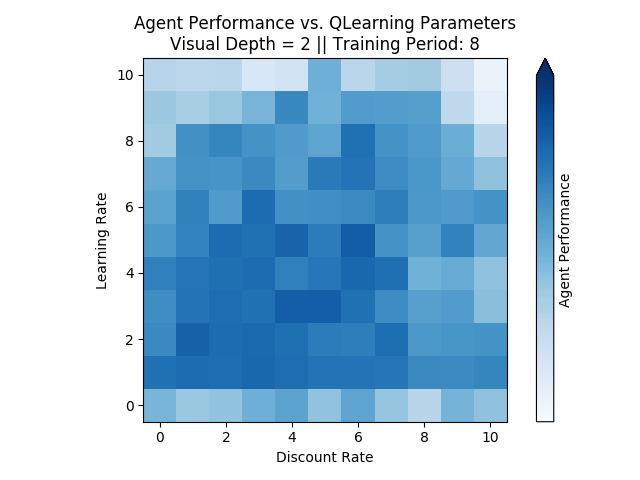 Agent Performance vs. QLearning Parameters
Visual Depth = 2 || Training Period: 8
10
8
6
4
2
0
Learning Rate
0 2 4 6 8 10
Discount Rate
Agent Performance